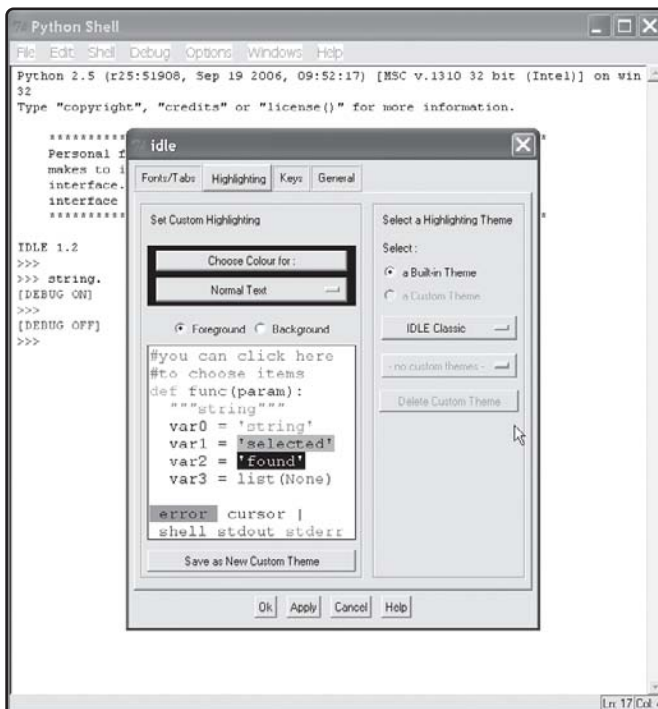 Python Shell
File Edit Shell Debug Options Windows Help
Python 2.5 (r25:51908, Sep 19 2006, 09:52:17) [MSC v.1310 32 bit (Intel)] on win
32
Type "copyright", "credits" or "license()" for more information.
Personal f
makes to i
interface.
interface
IDLE 1.2
>>>
>>> string.
[DEBUG ON]
>>>
[DEBUG OFF]
>>>
idle
Fonts/Tabs Highlighting Keys General
Set Custom Highlighting
Choose Colour for :
Normal Text
Foreground Background
#you can click here
#to choose items
def func(param):
"""string"""
var0 = 'string'
var1 = 'selected'
var2 = 'found'
var3 = list(None)
error cursor |
shell stdout stderr
Save as New Custom Theme
Select a Highlighting Theme
Select :
a Built-in Theme
a Custom Theme
IDLE Classic
- no custom themes -
Delete Custom Theme
Ok Apply Cancel Help
Ln: 17 Col: